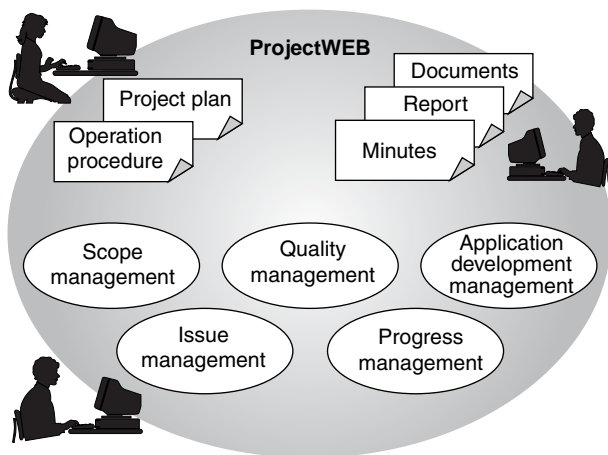 ProjectWEB
Project plan
Operation
procedure
Documents
Report
Minutes
Scope
management
Quality
management
Application
development
management
Issue
management
Progress
management